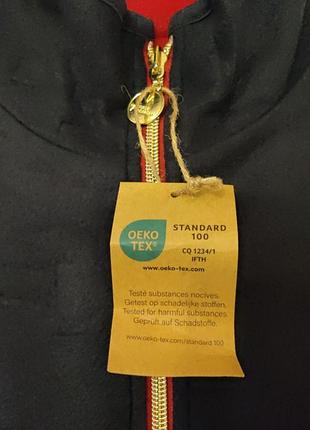 OEKO
TEX®
STANDARD
100
CQ 1234/1
IFTH
www.oeko-tex.com
Testé substances nocives.
Getest op schadelijke stoffen.
Tested for harmful substances.
Geprüft auf Schadstoffe.
www.oeko-tex.com/standard 100